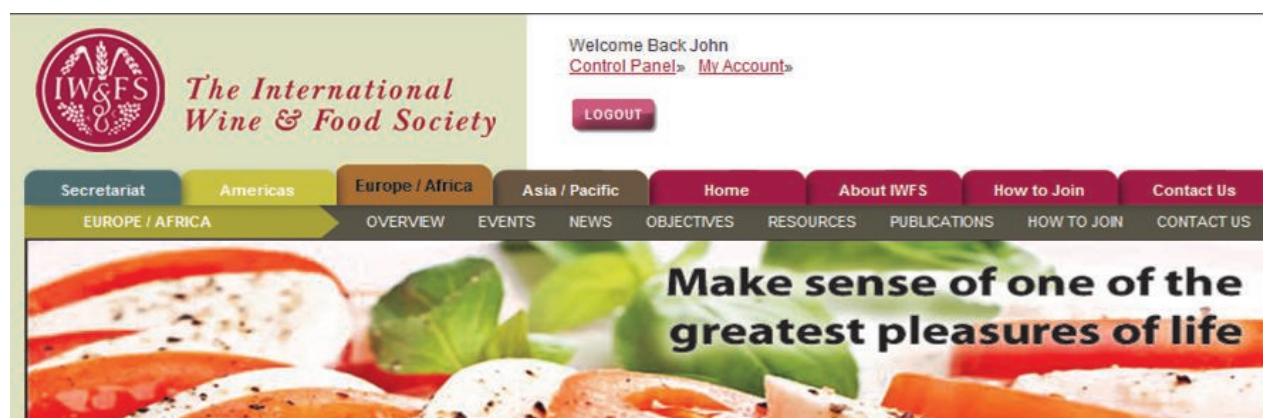 IW&FS
The International
Wine & Food Society
Welcome Back John
Control Panel» My Account»
LOGOUT
Secretariat Americas Europe / Africa Asia / Pacific Home About IWFS How to Join Contact Us
EUROPE / AFRICA OVERVIEW EVENTS NEWS OBJECTIVES RESOURCES PUBLICATIONS HOW TO JOIN CONTACT US
Make sense of one of the
greatest pleasures of life